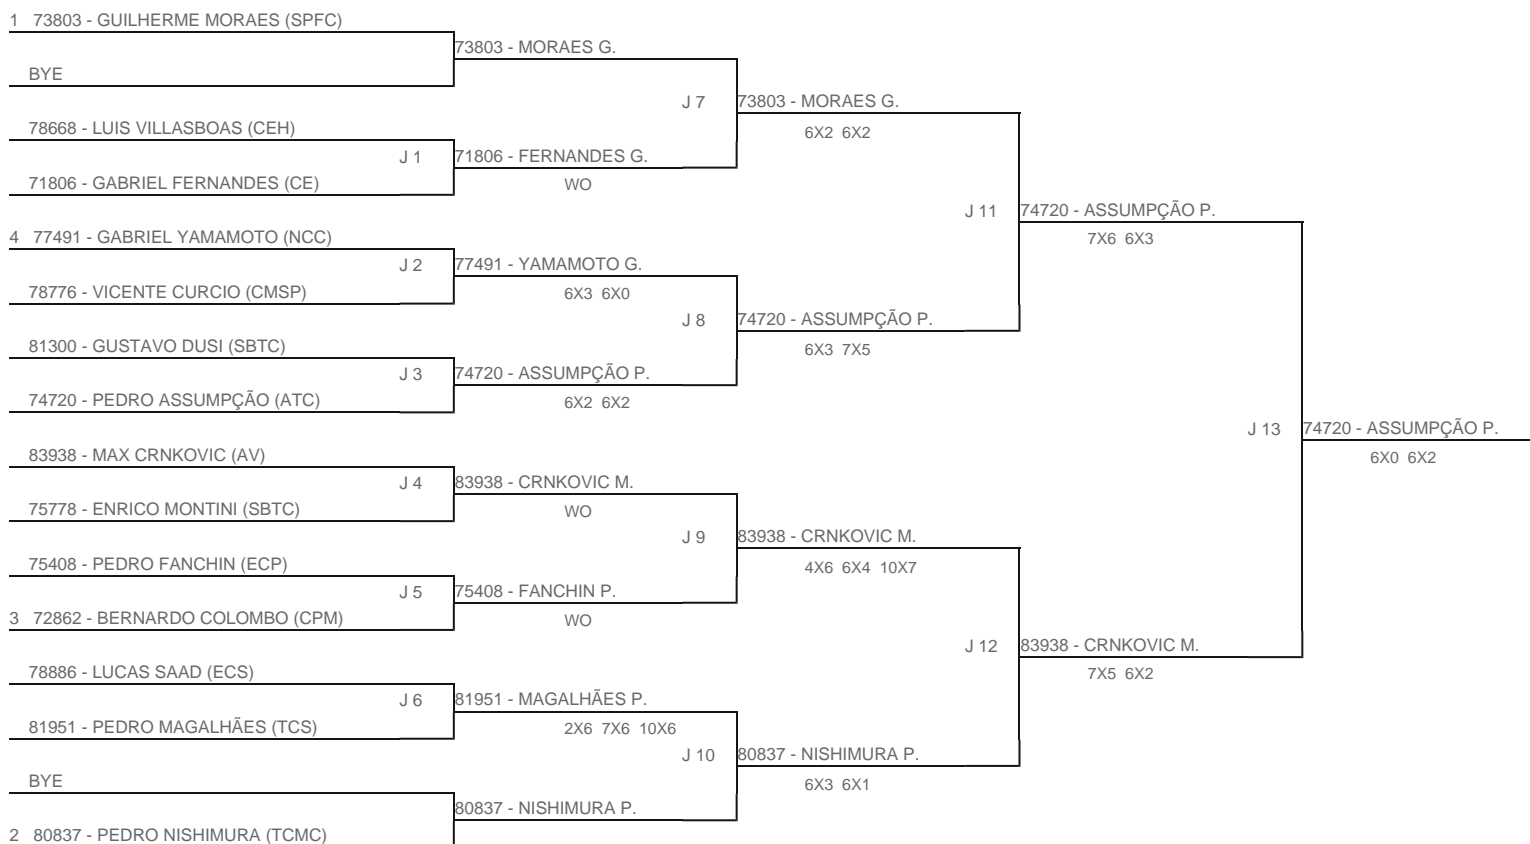 1 73803 - GUILHERME MORAES (SPFC)
73803 - MORAES G.
BYE
J 7
73803 - MORAES G.
6X2 6X2
78668 - LUIS VILLASBOAS (CEH)
J 1
71806 - FERNANDES G.
71806 - GABRIEL FERNANDES (CE)
WO
J 11
74720 - ASSUMPÇÃO P.
7X6 6X3
4 77491 - GABRIEL YAMAMOTO (NCC)
J 2
77491 - YAMAMOTO G.
78776 - VICENTE CURCIO (CMSP)
6X3 6X0
J 8
74720 - ASSUMPÇÃO P.
6X3 7X5
81300 - GUSTAVO DUSI (SBTC)
J 3
74720 - ASSUMPÇÃO P.
74720 - PEDRO ASSUMPÇÃO (ATC)
6X2 6X2
J 13
74720 - ASSUMPÇÃO P.
6X0 6X2
83938 - MAX CRNKOVIC (AV)
J 4
83938 - CRNKOVIC M.
75778 - ENRICO MONTINI (SBTC)
WO
J 9
83938 - CRNKOVIC M.
4X6 6X4 10X7
75408 - PEDRO FANCHIN (ECP)
J 5
75408 - FANCHIN P.
3 72862 - BERNARDO COLOMBO (CPM)
WO
J 12
83938 - CRNKOVIC M.
7X5 6X2
78886 - LUCAS SAAD (ECS)
J 6
81951 - MAGALHÃES P.
81951 - PEDRO MAGALHÃES (TCS)
2X6 7X6 10X6
J 10
80837 - NISHIMURA P.
6X3 6X1
BYE
80837 - NISHIMURA P.
2 80837 - PEDRO NISHIMURA (TCMC)